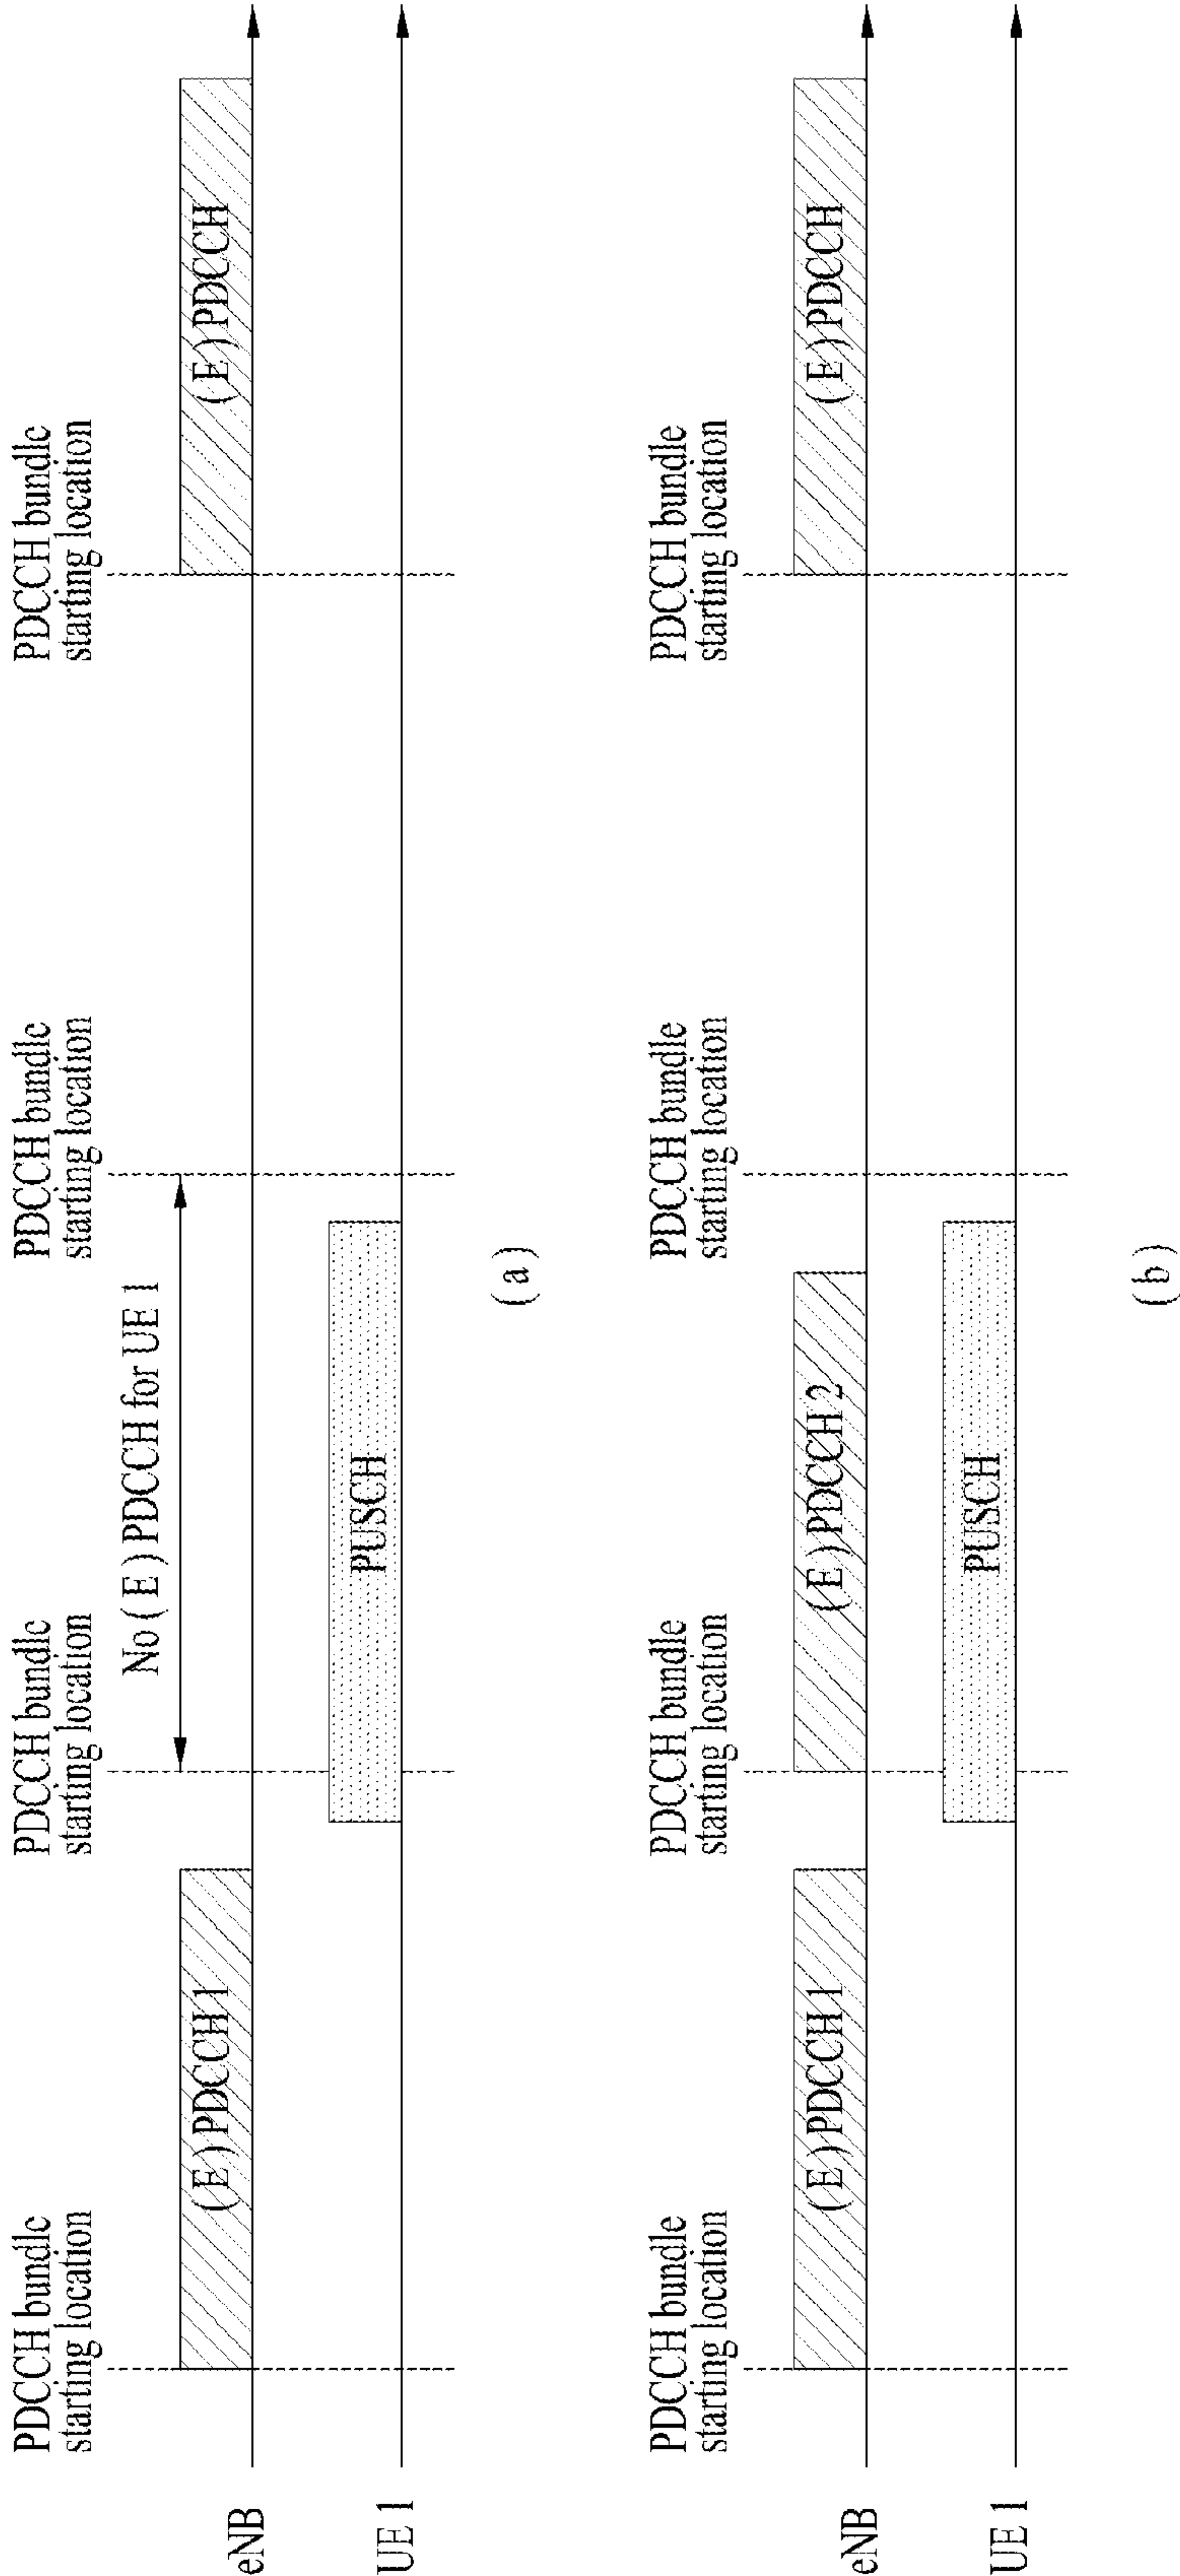 PDCCH bundle
starting location
PDCCH bundle
starting location
PDCCH bundle
starting location
PDCCH bundle
starting location
No ( E ) PDCCH for UE 1
( E ) PDCCH 1
( E ) PDCCH
eNB
PUSCH
UE 1
( a )
PDCCH bundle
starting location
PDCCH bundle
starting location
PDCCH bundle
starting location
PDCCH bundle
starting location
( E ) PDCCH 1
( E ) PDCCH 2
( E ) PDCCH
eNB
PUSCH
UE 1
( b )